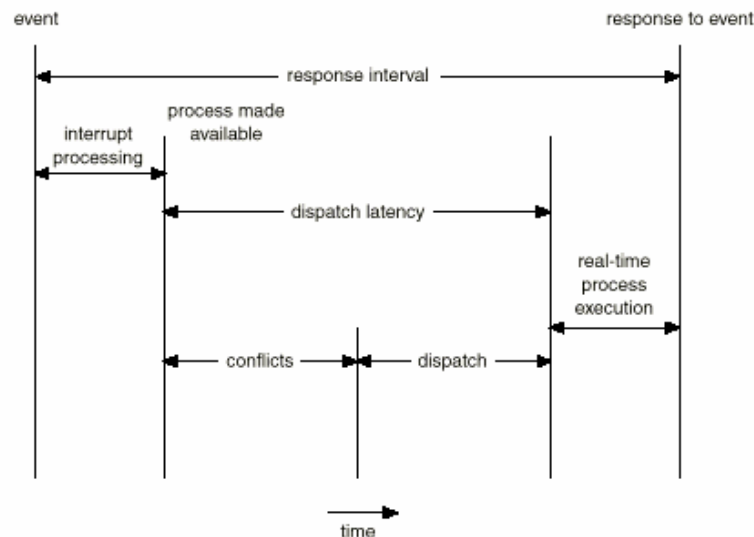 event
response to event
response interval
process made
available
interrupt
processing
dispatch latency
real-time
process
execution
conflicts
dispatch
time